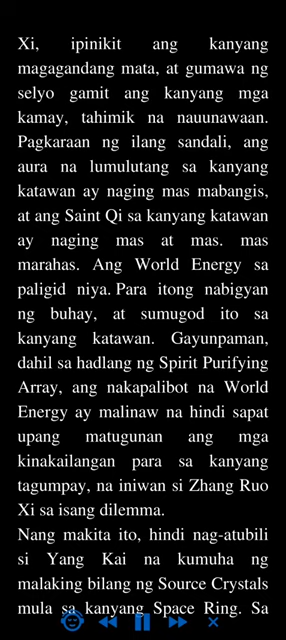 Xi, ipinikit ang kanyang
magagandang mata, at gumawa ng
selyo gamit ang kanyang mga
kamay, tahimik na nauunawaan.
Pagkaraan ng ilang sandali, ang
aura na lumulutang sa kanyang
katawan ay naging mas mabangis,
at ang Saint Qi sa kanyang katawan
ay naging mas at mas. mas
marahas. Ang World Energy sa
paligid niya. Para itong nabigyan
ng buhay, at sumugod ito sa
kanyang katawan. Gayunpaman,
dahil sa hadlang ng Spirit Purifying
Array, ang nakapalibot na World
Energy ay malinaw na hindi sapat
upang matugunan ang mga
kinakailangan para sa kanyang
tagumpay, na iniwan si Zhang Ruo
Xi sa isang dilemma.
Nang makita ito, hindi nag-atubili
si Yang Kai na kumuha ng
malaking bilang ng Source Crystals
mula sa kanyang Space Ring. Sa